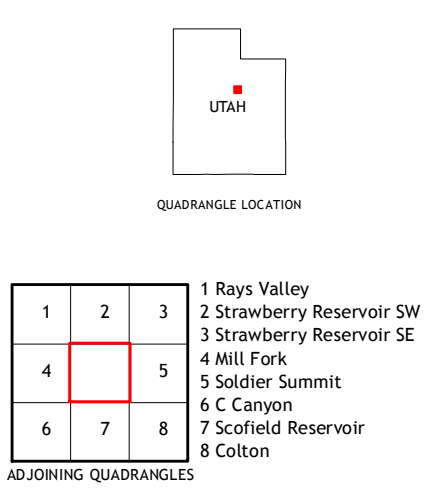 UTAH
QUADRANGLE LOCATION
1 2 3
4 5
6 7 8
ADJOINING QUADRANGLES
1 Rays Valley
2 Strawberry Reservoir SW
3 Strawberry Reservoir SE
4 Mill Fork
5 Soldier Summit
6 C Canyon
7 Scofield Reservoir
8 Colton